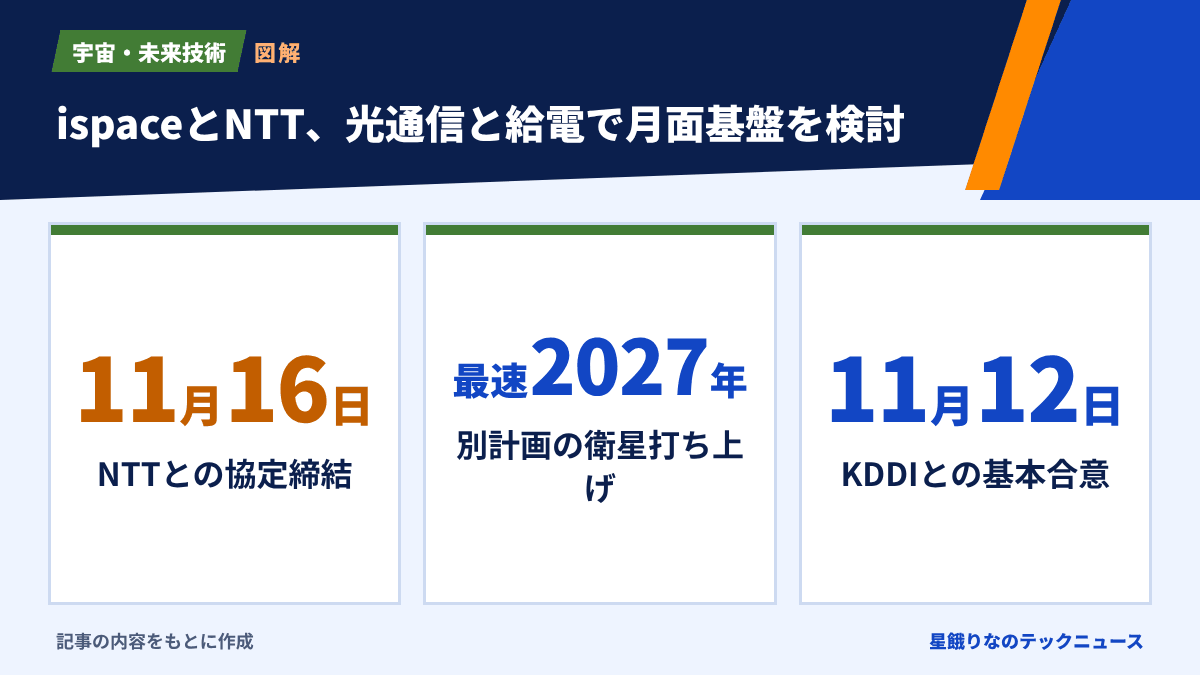 宇宙・未来技術 図解
ispaceとNTT、光通信と給電で月面基盤を検討
11月16日
NTTとの協定締結
最速2027年
別計画の衛星打ち上
げ
11月12日
KDDIとの基本合意
記事の内容をもとに作成
星餓りなのテックニュース